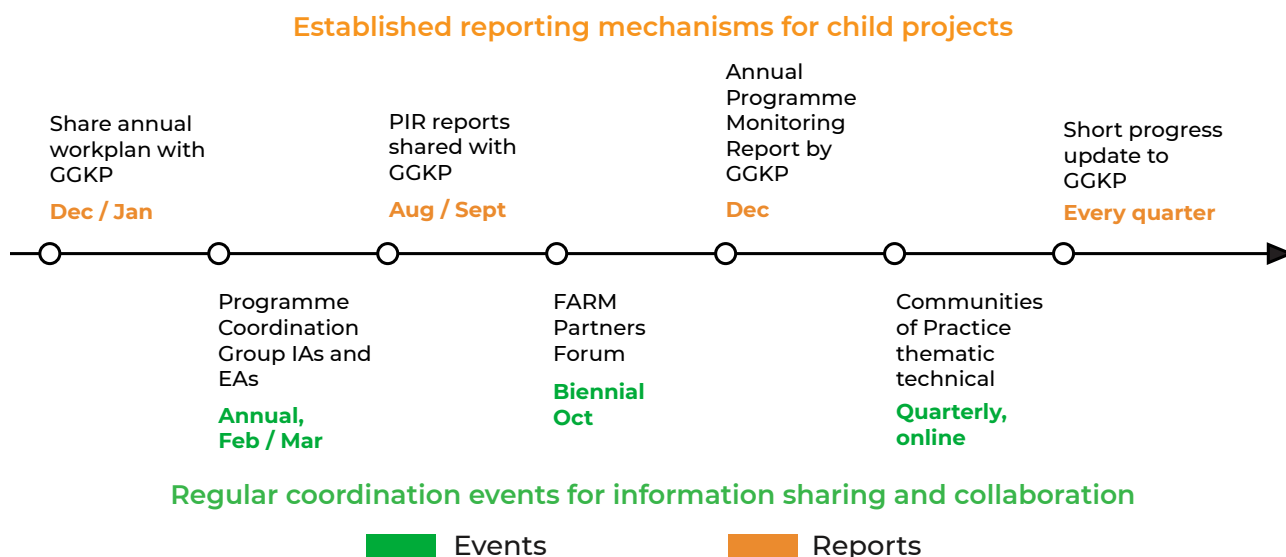 Established reporting mechanisms for child projects
Share annual
workplan with
GGKP
Dec / Jan
PIR reports
shared with
GGKP
Aug / Sept
Annual
Programme
Monitoring
Report by
GGKP
Dec
Short progress
update to
GGKP
Every quarter
Programme
Coordination
Group IAs and
EAs
Annual,
Feb / Mar
FARM
Partners
Forum
Biennial
Oct
Communities
of Practice
thematic
technical
Quarterly,
online
Regular coordination events for information sharing and collaboration
Events
Reports